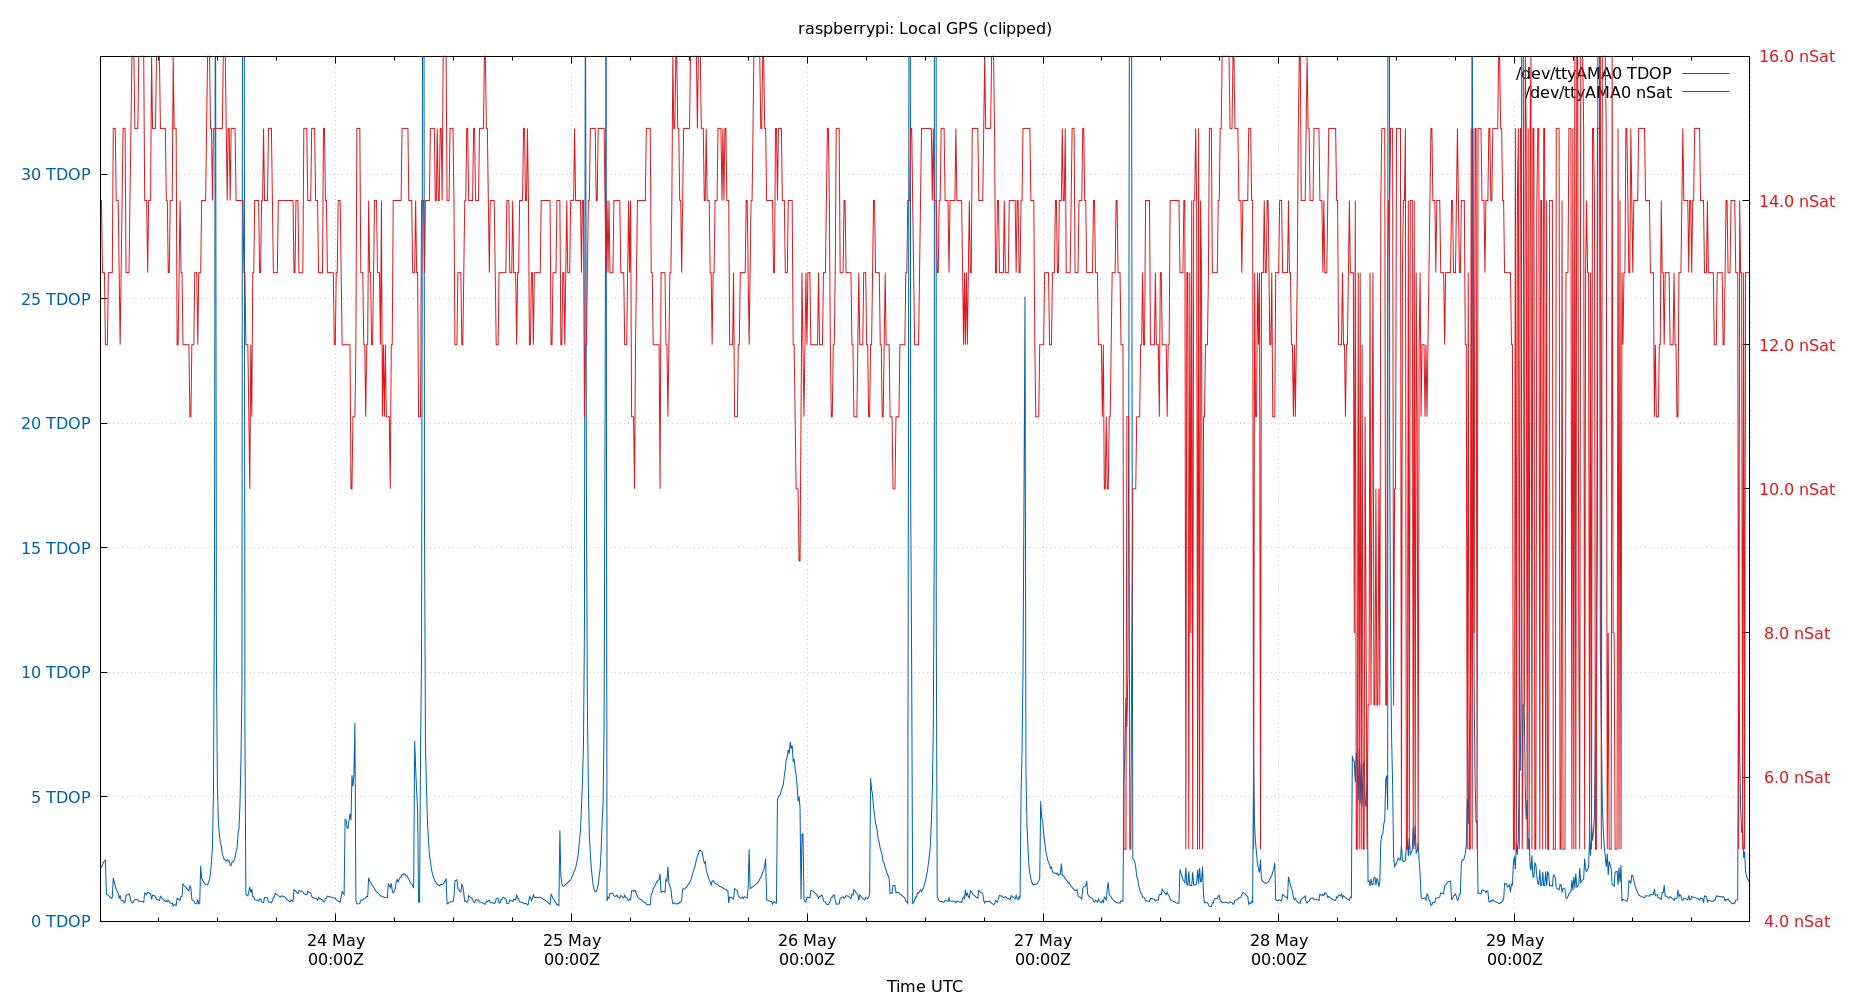 raspberrypi: Local GPS (clipped)
16.0 nSat
/dev/ttyAMA0 TDOP
/dev/ttyAMA0 nSat
30 TDOP
14.0 nSat
25 TDOP
12.0 nSat
20 TDOP
10.0 nSat
15 TDOP
8.0 nSat
10 TDOP
6.0 nSat
5 TDOP
0 TDOP
4.0 nSat
24 May
00:00Z
25 May
00:00Z
26 May
00:00Z
27 May
00:00Z
28 May
00:00Z
29 May
00:00Z
Time UTC